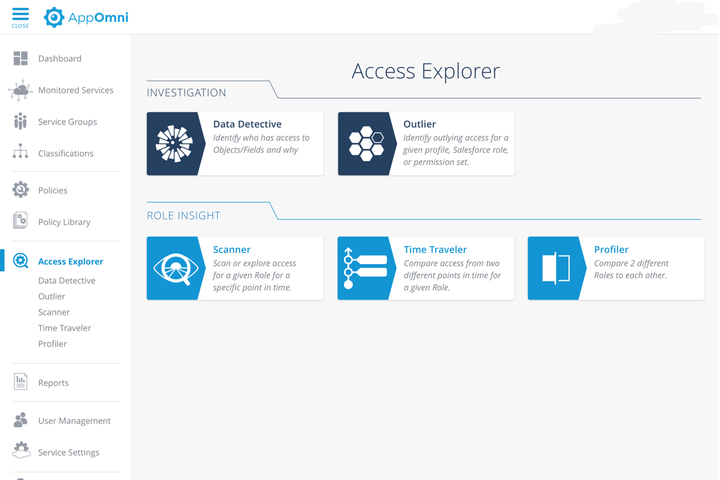 CLOSE
AppOmni
Dashboard
Monitored Services
Service Groups
Classifications
Policies
Policy Library
Access Explorer
Data Detective
Outlier
Scanner
Time Traveler
Profiler
Reports
User Management
Service Settings
Access Explorer
INVESTIGATION
Data Detective
Identify who has access to
Objects/Fields and why
Outlier
Identify outlying access for a
given profile, Salesforce role,
or permission set.
ROLE INSIGHT
Scanner
Scan or explore access
for a given Role for a
specific point in time.
Time Traveler
Compare access from two
different points in time for
a given Role.
Profiler
Compare 2 different
Roles to each other.